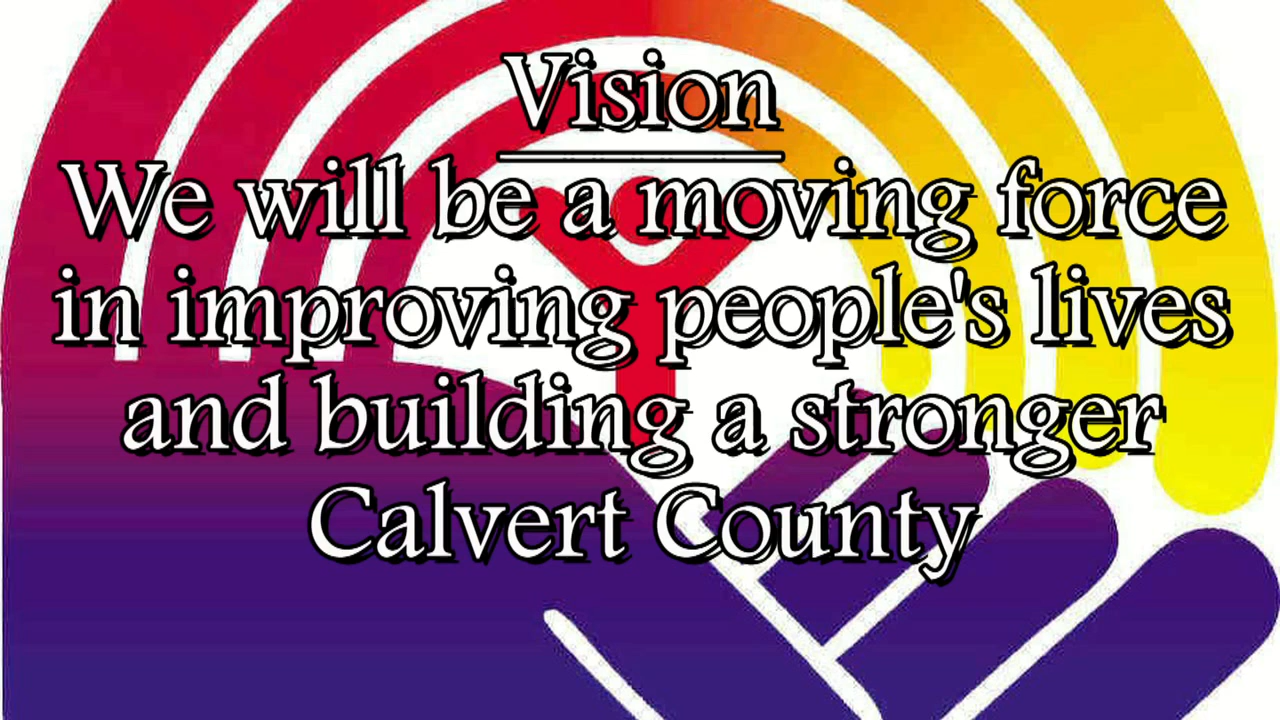 Vision
We will be a moving force
in improving people's lives
and building a stronger
Calvert County